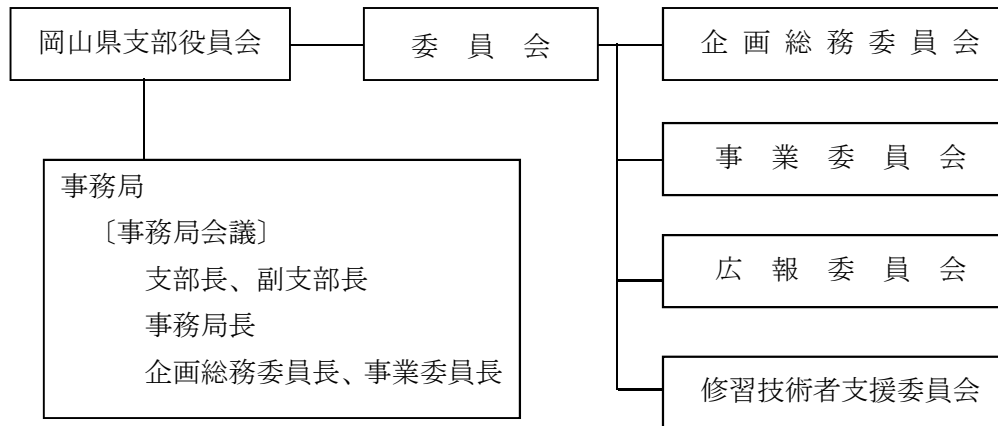 岡山県支部役員会
委員会
企画総務委員会
事業委員会
広報委員会
修習技術者支援委員会
事務局
〔事務局会議〕
支部長、副支部長
事務局長
企画総務委員長、事業委員長